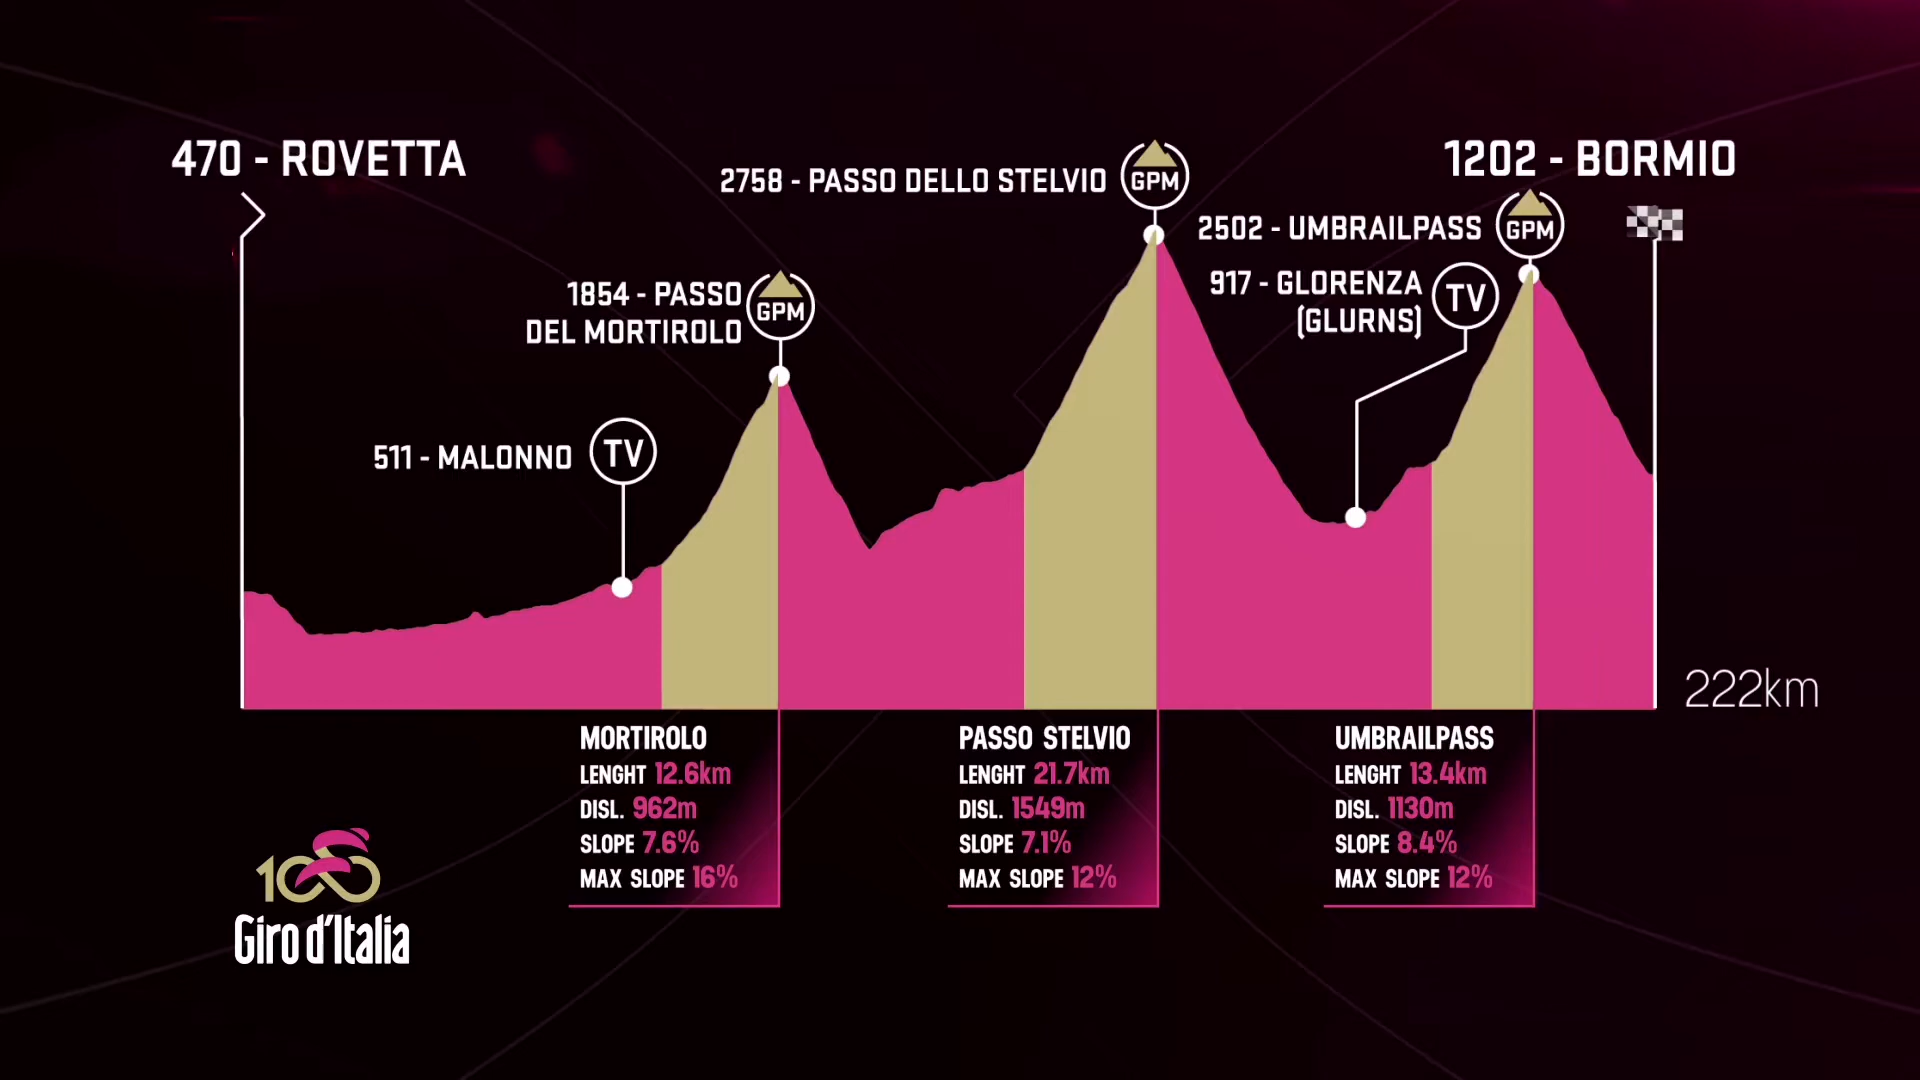 470 - ROVETTA
2758 - PASSO DELLO STELVIO
GPM
1202 - BORMIO
2502 - UMBRAILPASS
GPM
917 - GLORENZA
(GLURNS)
TV
1854 - PASSO
DEL MORTIROLO
GPM
511 - MALONNO
TV
222km
MORTIROLO
LENGHT 12.6km
DISL. 962m
SLOPE 7.6%
MAX SLOPE 16%
PASSO STELVIO
LENGHT 21.7km
DISL. 1549m
SLOPE 7.1%
MAX SLOPE 12%
UMBRAILPASS
LENGHT 13.4km
DISL. 1130m
SLOPE 8.4%
MAX SLOPE 12%
100
Giro d'Italia